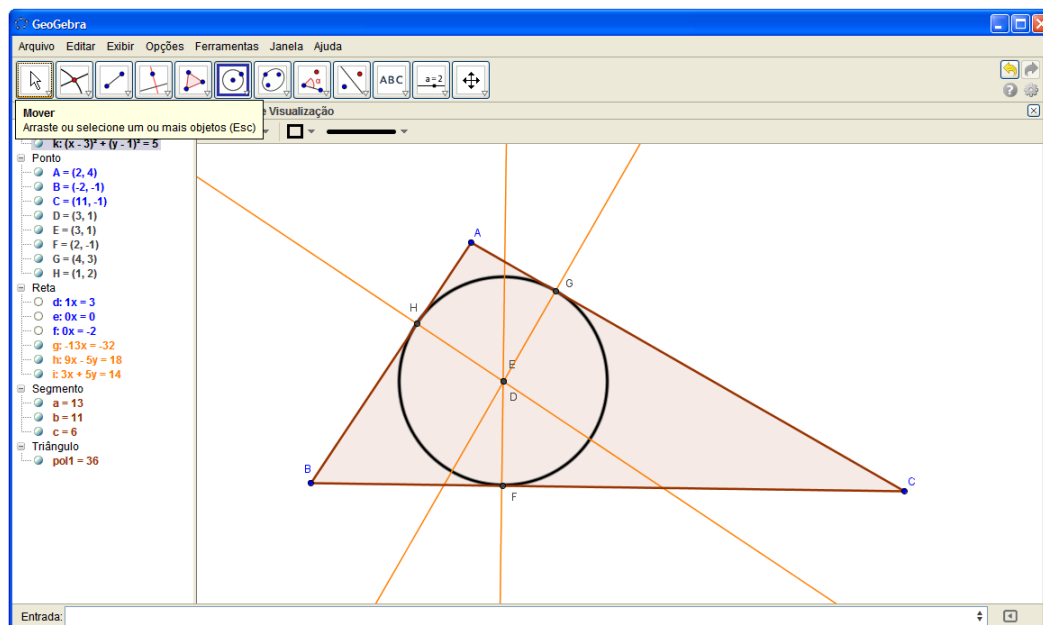 GeoGebra
Arquivo Editar Exibir Opções Ferramentas Janela Ajuda
ABC
a=2
Mover
Arraste ou selecione um ou mais objetos (Esc)
e Visualização
k: (x - 3)² + (y - 1)² = 5
Ponto
A = (2, 4)
B = (-2, -1)
C = (11, -1)
D = (3, 1)
E = (3, 1)
F = (2, -1)
G = (4, 3)
H = (1, 2)
Reta
d: 1x = 3
e: 0x = 0
f: 0x = -2
g: -13x = -32
h: 9x - 5y = 18
i: 3x + 5y = 14
Segmento
a = 13
b = 11
c = 6
Triângulo
pol1 = 36
A
G
H
E
D
B
C
F
Entrada: